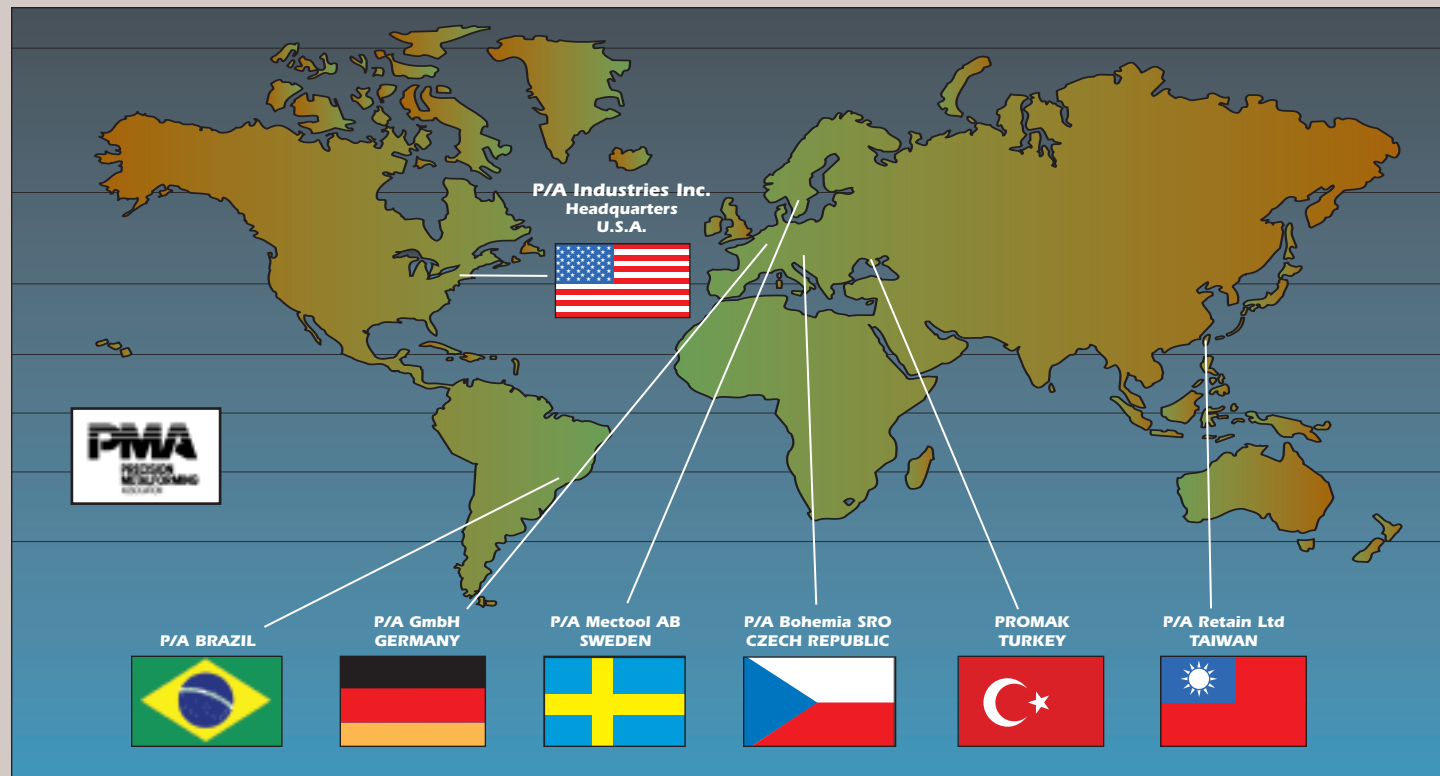 P/A Industries Inc.
Headquarters
U.S.A.
PMA
PRECISION
METALFORMING
ASSOCIATION
P/A BRAZIL
P/A GmbH
GERMANY
P/A Mectool AB
SWEDEN
P/A Bohemia SRO
CZECH REPUBLIC
PROMAK
TURKEY
P/A Retain Ltd
TAIWAN